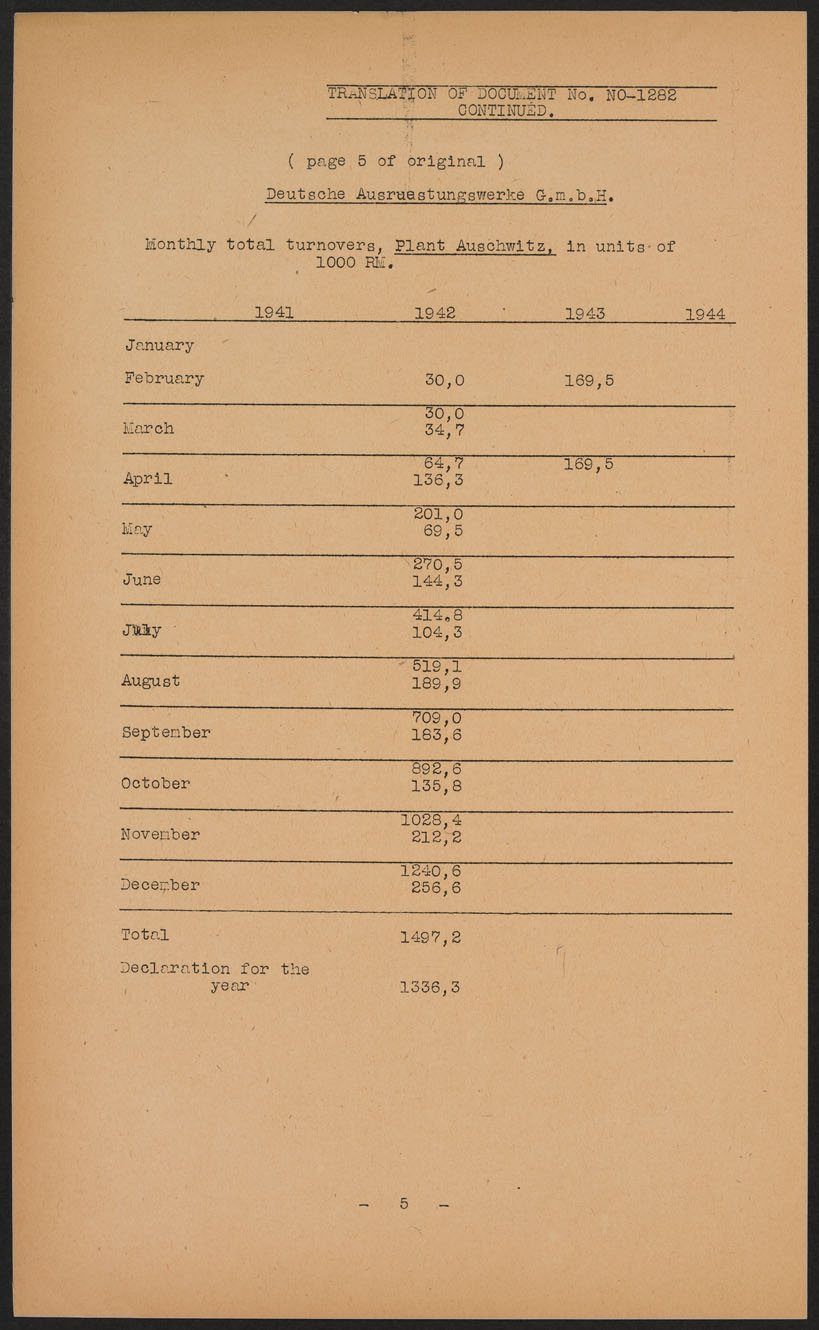 TRANSLATION OF DOCUMENT No. NO-1282
CONTINUED.
( page 5 of original )
Deutsche Ausruestungswerke G.m.b.H.
Monthly total turnovers, Plant Auschwitz, in units of
1000 RM.
1941 1942 1943 1944
January
February 30,0 169,5
30,0
March 34,7
64,7 169,5
April 136,3
201,0
May 69,5
270,5
June 144,3
414.8
July 104,3
519,1
August 189,9
709,0
September 183,6
892,6
October 135,8
1028,4
November 212,2
1240,6
December 256,6
Total 1497,2
Declaration for the
year 1336,3
- 5 -